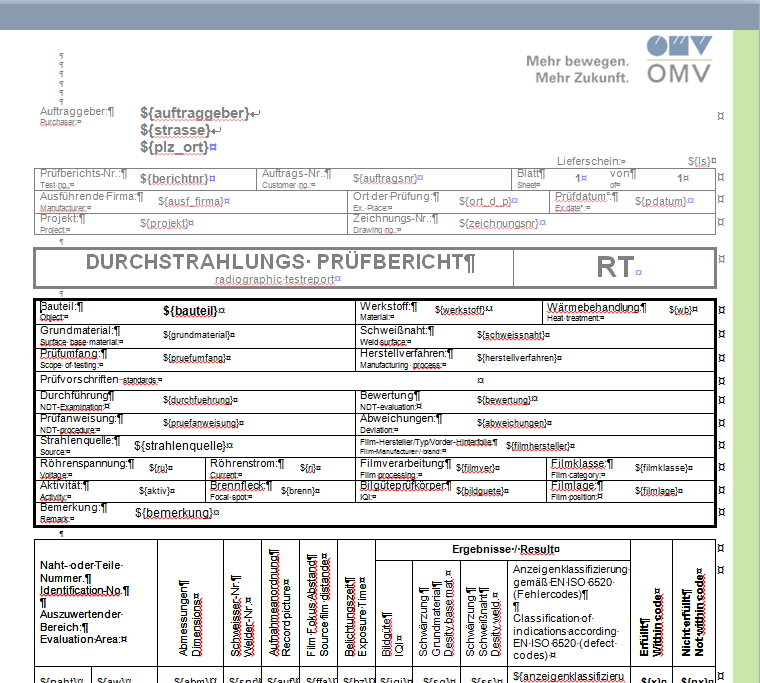 Mehr bewegen.
Mehr Zukunft.
OMV
Auftraggeber:¶
Purchaser:¤
${auftraggeber}↵
${strasse}↵
${plz_ort}¤
Lieferschein:¤ ${ls}¤
Prüfberichts-Nr.:¶ ${berichtnr}¤ Auftrags-Nr.:¶ ${auftragsnr}¤ Blatt¶ 1¤ von¶ 1¤
Test·no.:¤ Customer·no.:¤ Sheet¤ of¤
Ausführende·Firma:¶ ${ausf_firma}¤ Ort·der·Prüfung:¶ ${ort_d_p}¤ Prüfdatum°:¶ ${pdatum}¤
Manufacturer:¤ Ex.·Place:¤ Ex.date°:¤
Projekt:¶ ${projekt}¤ Zeichnungs-Nr.:¶ ${zeichnungsnr}¤
Project:¤ Drawing·no.:¤
DURCHSTRAHLUNGS·PRÜFBERICHT¶ RT¤
radiographic·testreport¤
Bauteil:¶ ${bauteil}¤ Werkstoff:¶ ${werkstoff}¤ Wärmebehandlung:¶ ${wb}¤
Object:¤ Material:¤ Heat·treatment:¤
Grundmaterial:¶ ${grundmaterial}¤ Schweißnaht:¶ ${schweissnaht}¤
Surface·base·material:¤ Weld·surface:¤
Prüfumfang:¶ ${pruefumfang}¤ Herstellverfahren:¶ ${herstellverfahren}¤
Scope·of·testing:¤ Manufacturing·process:¤
Prüfvorschriften·standards:¤ ¤
Durchführung¶ ${durchfuehrung}¤ Bewertung¶ ${bewertung}¤
NDT-Examination:¤ NDT-evaluation:¤
Prüfanweisung:¶ ${pruefanweisung}¤ Abweichungen:¶ ${abweichungen}¤
NDT-procedure:¤ Deviation:¤
Strahlenquelle:¶ ${strahlenquelle}¤ Film-Hersteller/Typ/Vorder-Hinterfolie:¶ ${filmhersteller}¤
Source:¤ Film-Manufacturer/·brand:¤
Röhrenspannung:¶ ${ru}¤ Röhrenstrom:¶ ${ri}¤ Filmverarbeitung:¶ ${filmver}¤ Filmklasse:¶ ${filmklasse}¤
Voltage:¤ Current:¤ Film·processing:¤ Film·category:¤
Aktivität:¶ ${aktiv}¤ Brennfleck:¶ ${brenn}¤ Bilgüteprüfkörper:¶ ${bildguete}¤ Filmlage:¶ ${filmlage}¤
Activity:¤ Focal·spot:¤ IQI:¤ Film·position:¤
Bemerkung:¶ ${bemerkung}¤
Remark:¤
Ergebnisse·/·Result¤
Naht-·oder·Teile·
Nummer.¶
Identification·No.¶
¶
Auszuwertender·
Bereich:¶
Evaluation·Area:¤
Abmessungen¶
Dimensions¤
Schweisser-Nr.¶
Welder-Nr.¤
Aufnahmeanordnung¶
Record·picture¤
Film-Fokus·Abstand¶
Source·film·distande¤
Belichtungszeit¶
Exposure·Time¤
Bildgüte¶
IQI¤
Schwärzung·¶
Grundmaterial¶
Desity·base·mat.¤
Schwärzung·¶
Schweißnaht¶
Desity·weld.¤
Anzeigenklassifizierung·
gemäß·EN·ISO·6520·
(Fehlercodes)¶
¶
Classification·of·
indications·according·
EN·ISO·6520·(defect·
codes)¤
Erfüllt¶
Within·code¤
Nicht·erfüllt¶
Not·within·code¤
${naht}¤ ${aw}¤ ${abm}¤ ${snr}¤ ${auf}¤ ${ffa}¤ ${bz}¤ ${iqi}¤ ${sg}¤ ${ss}¤ ${anzeigenklassifizieru ${x}¤ ${nx}¤